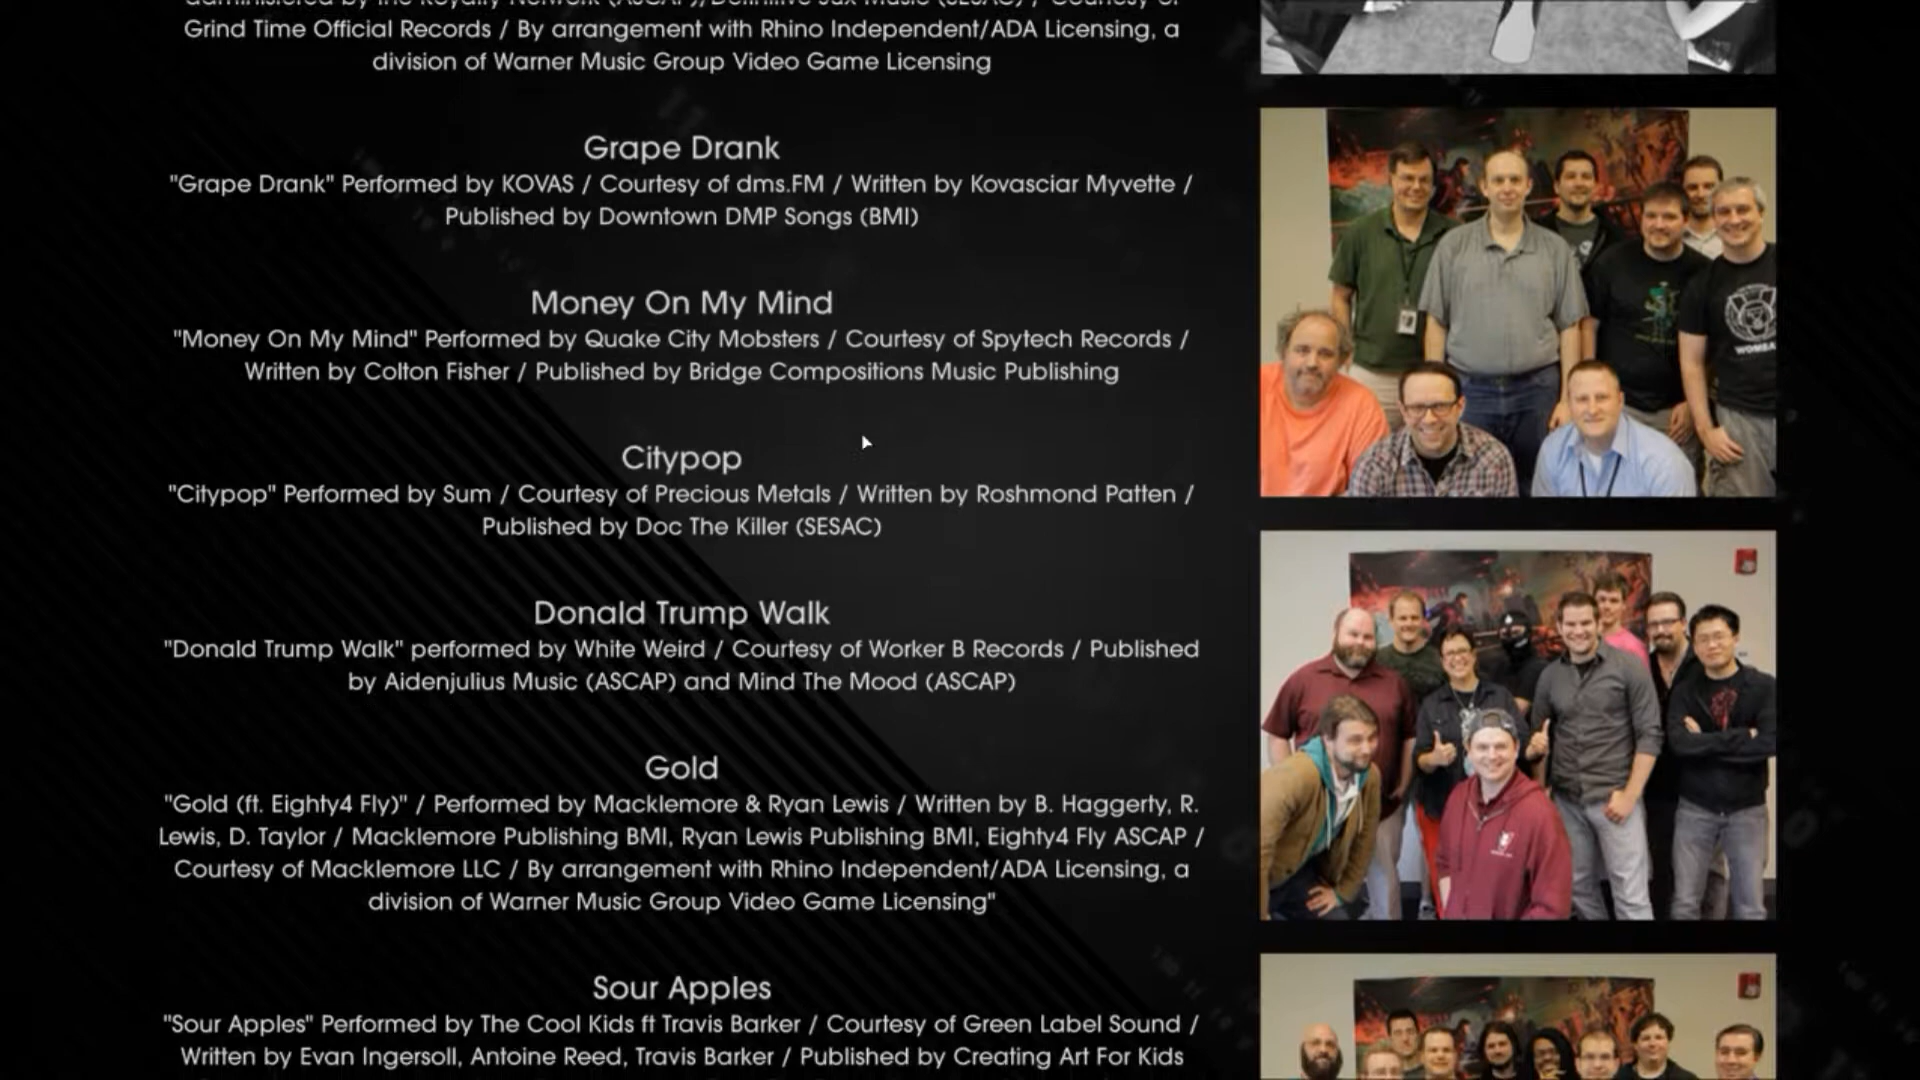 Grind Time Official Records / By arrangement with Rhino Independent/ADA Licensing, a
division of Warner Music Group Video Game Licensing
Grape Drank
"Grape Drank" Performed by KOVAS / Courtesy of dms.FM / Written by Kovasciar Myvette /
Published by Downtown DMP Songs (BMI)
Money On My Mind
"Money On My Mind" Performed by Quake City Mobsters / Courtesy of Spytech Records /
Written by Colton Fisher / Published by Bridge Compositions Music Publishing
Citypop
"Citypop" Performed by Sum / Courtesy of Precious Metals / Written by Roshmond Patten /
Published by Doc The Killer (SESAC)
Donald Trump Walk
"Donald Trump Walk" performed by White Weird / Courtesy of Worker B Records / Published
by Aidenjulius Music (ASCAP) and Mind The Mood (ASCAP)
Gold
"Gold (ft. Eighty4 Fly)" / Performed by Macklemore & Ryan Lewis / Written by B. Haggerty, R.
Lewis, D. Taylor / Macklemore Publishing BMI, Ryan Lewis Publishing BMI, Eighty4 Fly ASCAP /
Courtesy of Macklemore LLC / By arrangement with Rhino Independent/ADA Licensing, a
division of Warner Music Group Video Game Licensing"
Sour Apples
"Sour Apples" Performed by The Cool Kids ft Travis Barker / Courtesy of Green Label Sound /
Written by Evan Ingersoll, Antoine Reed, Travis Barker / Published by Creating Art For Kids